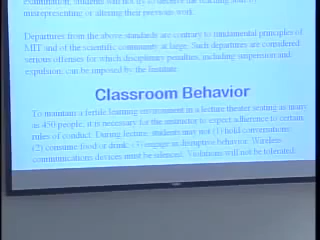 misrepresenting or altering their previous work.
Departures from the above standards are contrary to fundamental principles of
MIT and of the scientific community at large. Such departures are considered
serious offenses for which disciplinary penalties, including suspension and
expulsion, can be imposed by the Institute.
Classroom Behavior
To maintain a fertile learning environment in a lecture theater seating as many
as 450 people, it is necessary for the instructor to expect adherence to certain
rules of conduct. During lecture, students may not (1) hold conversations
(2) consume food or drink, (3) engage in disruptive behavior. Wireless
communications devices must be silenced. Violations will not be tolerated.